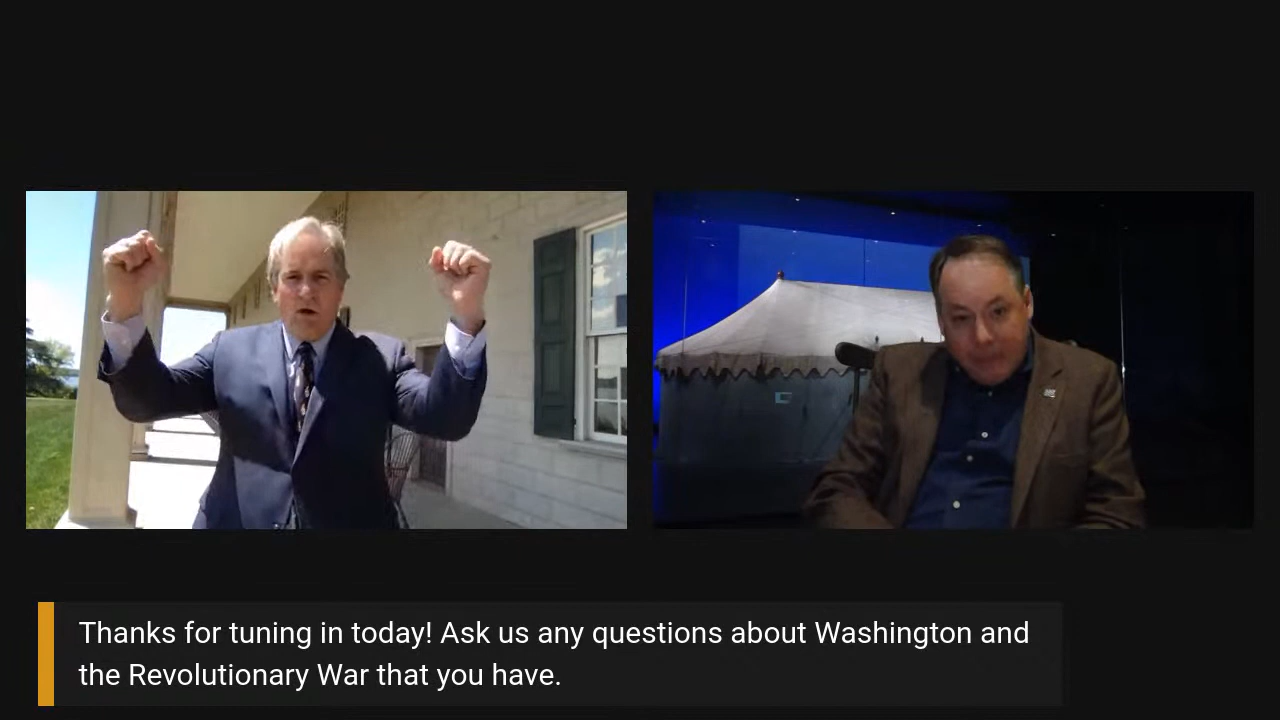 Thanks for tuning in today! Ask us any questions about Washington and
the Revolutionary War that you have.